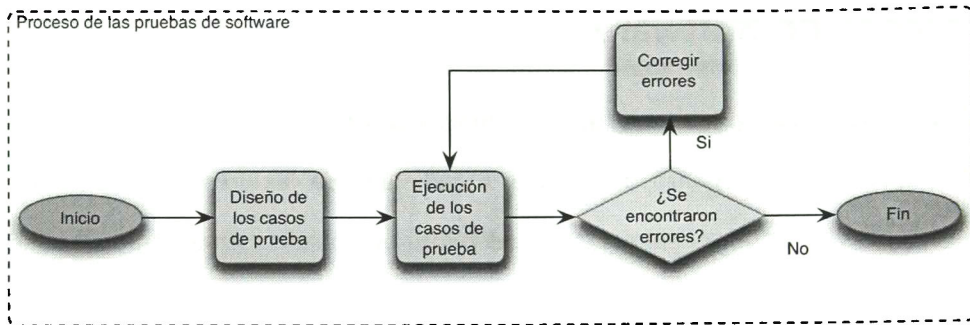 Proceso de las pruebas de software
Corregir
errores
Si
Inicio
Diseño de
los casos
de prueba
Ejecución
de los
casos de
prueba
¿Se
encontraron
errores?
No
Fin